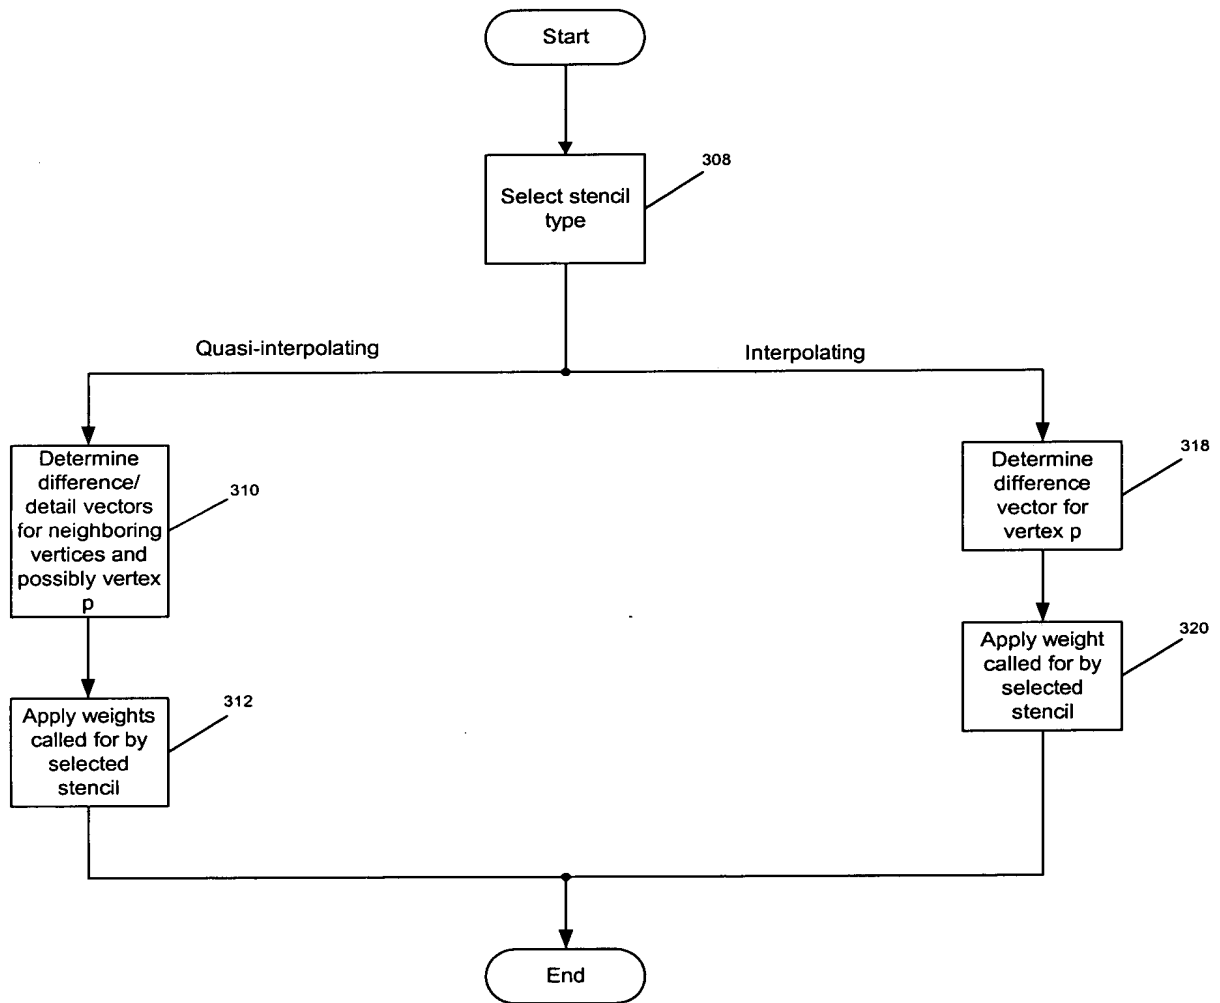 Start
308
Select stencil
type
Quasi-interpolating
Interpolating
Determine
difference/
detail vectors
for neighboring
vertices and
possibly vertex
p
310
Determine
difference
vector for
vertex p
318
Apply weights
called for by
selected
stencil
312
Apply weight
called for by
selected
stencil
320
End